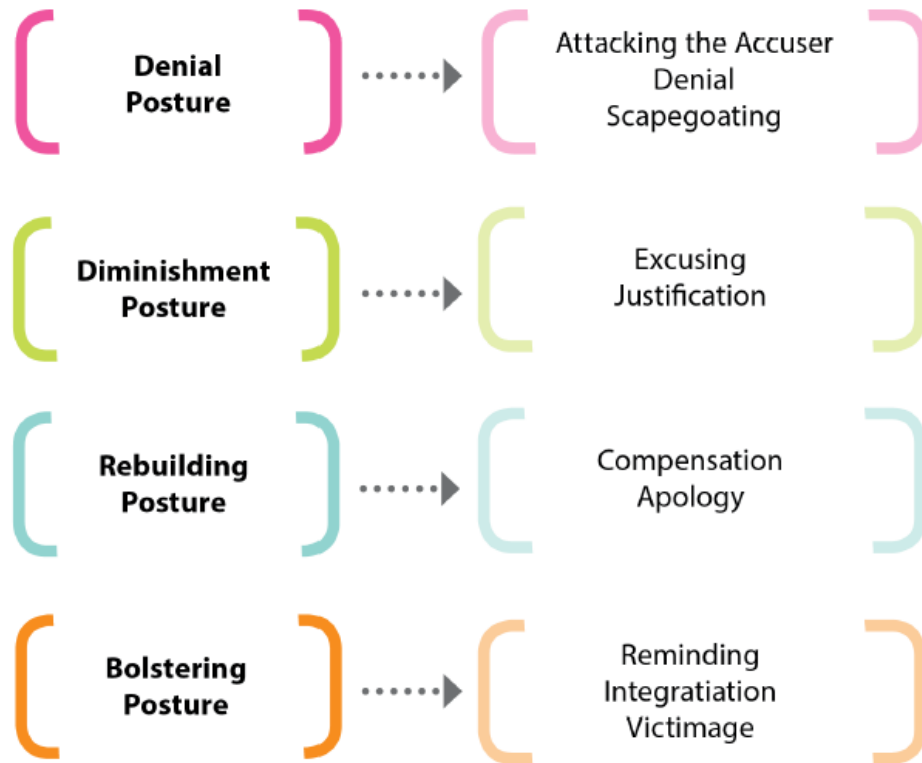 Denial
Posture
Attacking the Accuser
Denial
Scapegoating
Diminishment
Posture
Excusing
Justification
Rebuilding
Posture
Compensation
Apology
Bolstering
Posture
Reminding
Integratiation
Victimage